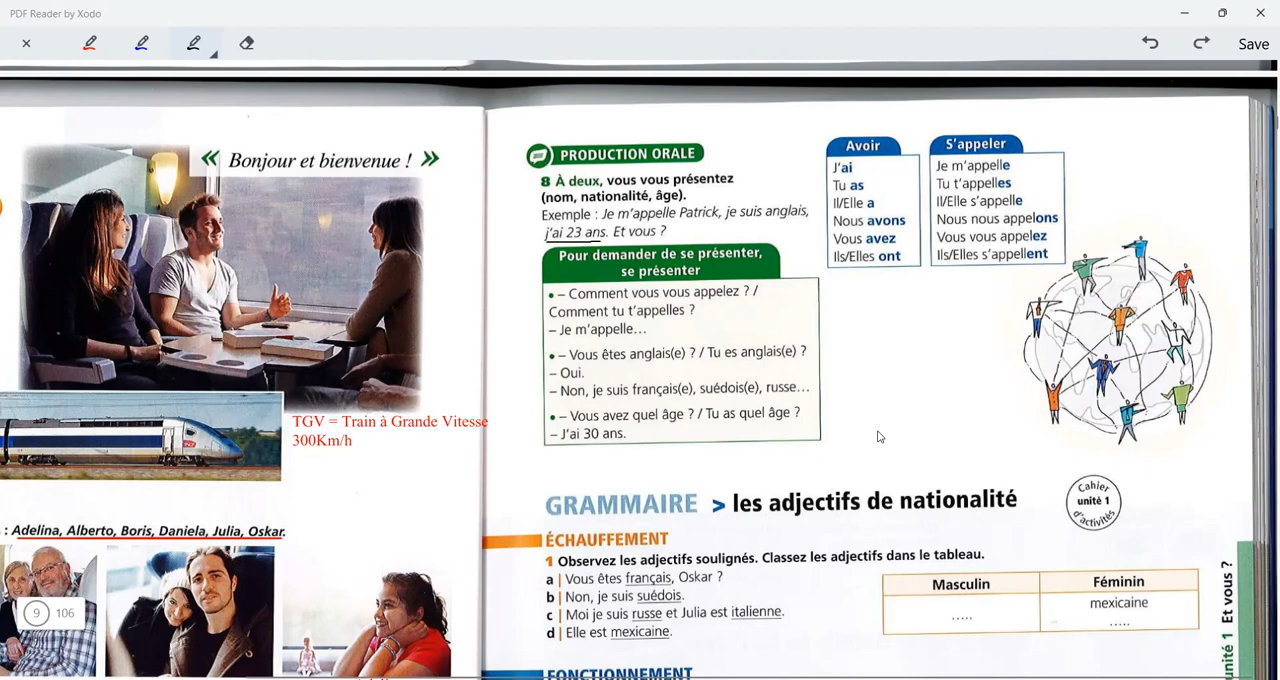 PDF Reader by Xodo
Save
« Bonjour et bienvenue ! »
TGV = Train à Grande Vitesse
300Km/h
: Adelina, Alberto, Boris, Daniela, Julia, Oskar.
9 106
PRODUCTION ORALE
8 À deux, vous vous présentez
(nom, nationalité, âge).
Exemple : Je m'appelle Patrick, je suis anglais,
j'ai 23 ans. Et vous ?
Pour demander de se présenter,
se présenter
• – Comment vous vous appelez ? /
Comment tu t'appelles ?
– Je m'appelle...
• – Vous êtes anglais(e) ? / Tu es anglais(e) ?
– Oui.
– Non, je suis français(e), suédois(e), russe...
• – Vous avez quel âge ? / Tu as quel âge ?
– J'ai 30 ans.
Avoir
J'ai
Tu as
Il/Elle a
Nous avons
Vous avez
Ils/Elles ont
S'appeler
Je m'appelle
Tu t'appelles
Il/Elle s'appelle
Nous nous appelons
Vous vous appelez
Ils/Elles s'appellent
GRAMMAIRE > les adjectifs de nationalité
Cahier
unité 1
d'activités
ÉCHAUFFEMENT
1 Observez les adjectifs soulignés. Classez les adjectifs dans le tableau.
a | Vous êtes français, Oskar ?
b | Non, je suis suédois.
c | Moi je suis russe et Julia est italienne.
d | Elle est mexicaine.
Masculin Féminin
..... mexicaine
.....
FONCTIONNEMENT
unité 1 Et vous ?